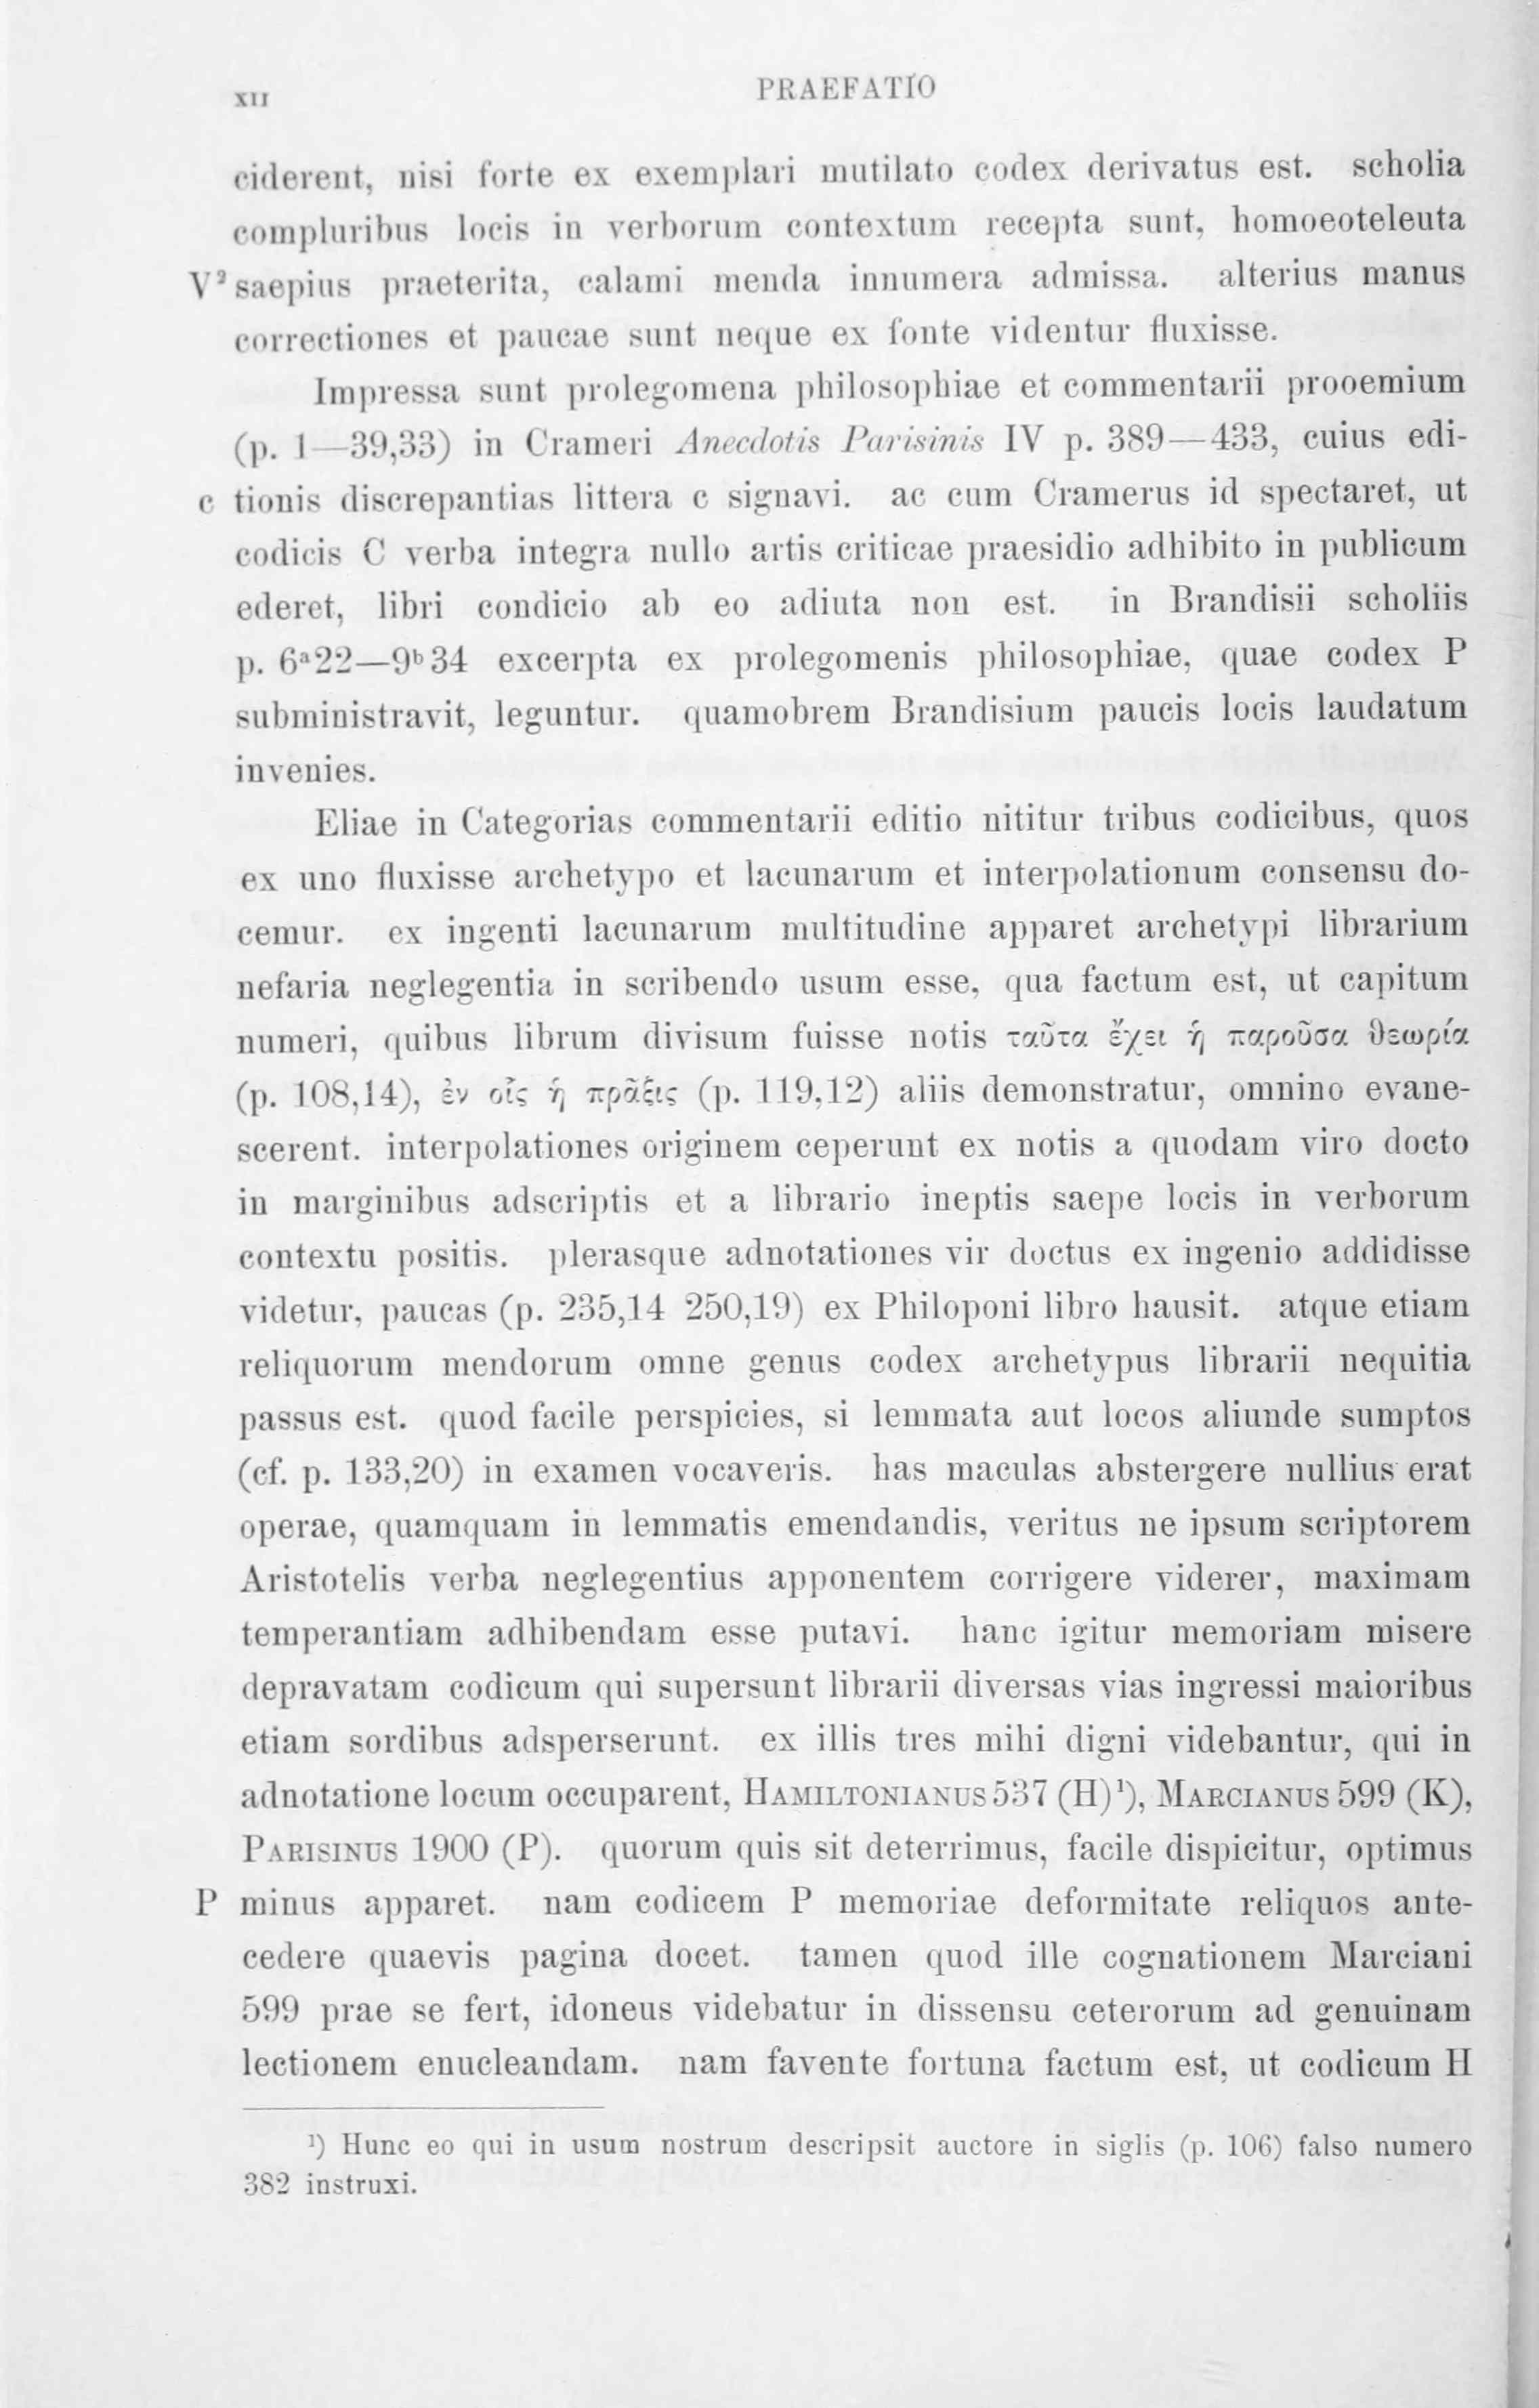 XII PRAEFATIO
ciderent, nisi forte ex exemplari mutilato codex derivatus est. scholia
compluribus locis in verborum contextum recepta sunt, homoeoteleuta
V² saepius praeterita, calami menda innumera admissa. alterius manus
correctiones et paucae sunt neque ex fonte videntur fluxisse.
Impressa sunt prolegomena philosophiae et commentarii prooemium
(p. 1—39,33) in Crameri Anecdotis Parisinis IV p. 389—433, cuius edi-
c tionis discrepantias littera c signavi. ac cum Cramerus id spectaret, ut
codicis C verba integra nullo artis criticae praesidio adhibito in publicum
ederet, libri condicio ab eo adiuta non est. in Brandisii scholiis
p. 6ᵃ22—9ᵇ34 excerpta ex prolegomenis philosophiae, quae codex P
subministravit, leguntur. quamobrem Brandisium paucis locis laudatum
invenies.
Eliae in Categorias commentarii editio nititur tribus codicibus, quos
ex uno fluxisse archetypo et lacunarum et interpolationum consensu do-
cemur. ex ingenti lacunarum multitudine apparet archetypi librarium
nefaria neglegentia in scribendo usum esse, qua factum est, ut capitum
numeri, quibus librum divisum fuisse notis ταῦτα ἔχει ἡ παροῦσα θεωρία
(p. 108,14), ἐν οἷς ἡ πρᾶξις (p. 119,12) aliis demonstratur, omnino evane-
scerent. interpolationes originem ceperunt ex notis a quodam viro docto
in marginibus adscriptis et a librario ineptis saepe locis in verborum
contextu positis. plerasque adnotationes vir doctus ex ingenio addidisse
videtur, paucas (p. 235,14 250,19) ex Philoponi libro hausit. atque etiam
reliquorum mendorum omne genus codex archetypus librarii nequitia
passus est. quod facile perspicies, si lemmata aut locos aliunde sumptos
(cf. p. 133,20) in examen vocaveris. has maculas abstergere nullius erat
operae, quamquam in lemmatis emendandis, veritus ne ipsum scriptorem
Aristotelis verba neglegentius apponentem corrigere viderer, maximam
temperantiam adhibendam esse putavi. hanc igitur memoriam misere
depravatam codicum qui supersunt librarii diversas vias ingressi maioribus
etiam sordibus adsperserunt. ex illis tres mihi digni videbantur, qui in
adnotatione locum occuparent, HAMILTONIANUS 537 (H)¹), MARCIANUS 599 (K),
PARISINUS 1900 (P). quorum quis sit deterrimus, facile dispicitur, optimus
P minus apparet. nam codicem P memoriae deformitate reliquos ante-
cedere quaevis pagina docet. tamen quod ille cognationem Marciani
599 prae se fert, idoneus videbatur in dissensu ceterorum ad genuinam
lectionem enucleandam. nam favente fortuna factum est, ut codicum H
¹) Hunc eo qui in usum nostrum descripsit auctore in siglis (p. 106) falso numero
382 instruxi.